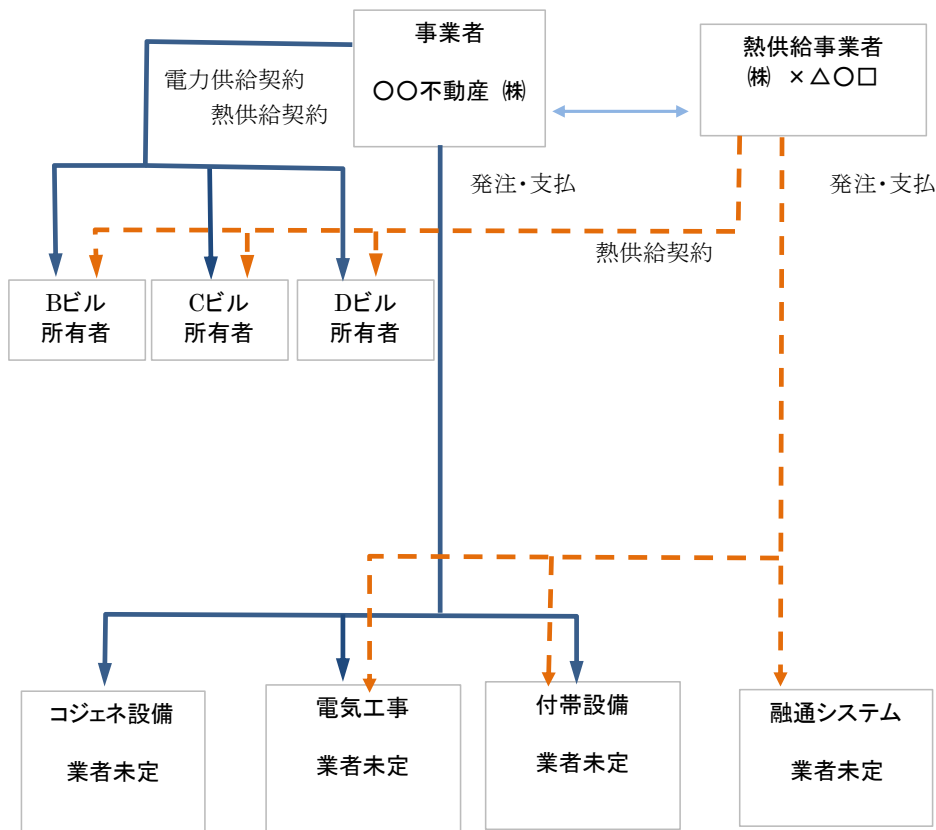 事業者
〇〇不動産 ㈱
熱供給事業者
㈱ ×△〇□
電力供給契約
熱供給契約
発注・支払
発注・支払
熱供給契約
Bビル
所有者
Cビル
所有者
Dビル
所有者
コジェネ設備
業者未定
電気工事
業者未定
付帯設備
業者未定
融通システム
業者未定